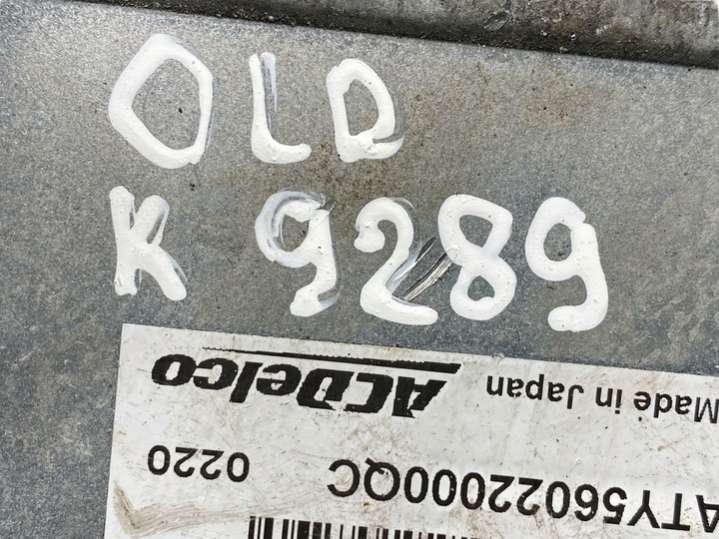 OLD
K 9289
ACDelco
Made in Japan
0220
ATY56022000QC